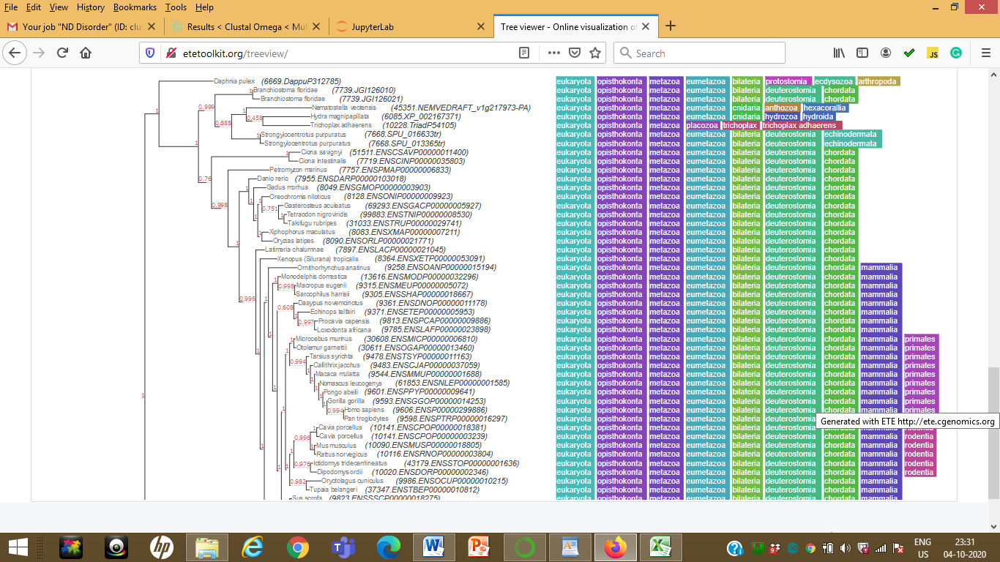 File Edit View History Bookmarks Tools Help
Your job "ND Disorder" (ID: clus
Results < Clustal Omega < Mul
JupyterLab
Tree viewer - Online visualization of
etetoolkit.org/treeview/
Search
Daphnia pulex (6669.DappuP312785) eukaryota opisthokonta metazoa eumetazoa bilateria protostomia ecdysozoa arthropoda
Branchiostoma floridae (7739.JGI126010) eukaryota opisthokonta metazoa eumetazoa bilateria deuterostomia chordata
0.999 Branchiostoma floridae (7739.JGI126021) eukaryota opisthokonta metazoa eumetazoa bilateria deuterostomia chordata
Nematostella vectensis (45351.NEMVEDRAFT_v1g217973-PA) eukaryota opisthokonta metazoa eumetazoa cnidaria anthozoa hexacorallia
0.458 Hydra magnipapillata (6085.XP_002167371) eukaryota opisthokonta metazoa eumetazoa cnidaria hydrozoa hydroida
0.888 Trichoplax adhaerens (10228.TriadP54105) eukaryota opisthokonta metazoa placozoa trichoplax trichoplax adhaerens
Strongylocentrotus purpuratus (7668.SPU_016633tr) eukaryota opisthokonta metazoa eumetazoa bilateria deuterostomia echinodermata
Strongylocentrotus purpuratus (7668.SPU_013365tr) eukaryota opisthokonta metazoa eumetazoa bilateria deuterostomia echinodermata
Ciona savignyi (51511.ENSCSAVP00000011400) eukaryota opisthokonta metazoa eumetazoa bilateria deuterostomia chordata
Ciona intestinalis (7719.ENSCINP00000035803) eukaryota opisthokonta metazoa eumetazoa bilateria deuterostomia chordata
Petromyzon marinus (7757.ENSPMAP00000006833) eukaryota opisthokonta metazoa eumetazoa bilateria deuterostomia chordata
0.76 Danio rerio (7955.ENSDARP00000103018) eukaryota opisthokonta metazoa eumetazoa bilateria deuterostomia chordata
Gadus morhua (8049.ENSGMOP00000003903) eukaryota opisthokonta metazoa eumetazoa bilateria deuterostomia chordata
Oreochromis niloticus (8128.ENSONIP00000009923) eukaryota opisthokonta metazoa eumetazoa bilateria deuterostomia chordata
0.998 0.751 Gasterosteus aculeatus (69293.ENSGACP00000005927) eukaryota opisthokonta metazoa eumetazoa bilateria deuterostomia chordata
Tetraodon nigroviridis (99883.ENSTNIP00000008530) eukaryota opisthokonta metazoa eumetazoa bilateria deuterostomia chordata
Takifugu rubripes (31033.ENSTRUP00000029741) eukaryota opisthokonta metazoa eumetazoa bilateria deuterostomia chordata
Xiphophorus maculatus (8083.ENSXMAP00000007211) eukaryota opisthokonta metazoa eumetazoa bilateria deuterostomia chordata
Oryzias latipes (8090.ENSORLP00000021771) eukaryota opisthokonta metazoa eumetazoa bilateria deuterostomia chordata
Latimeria chalumnae (7897.ENSLACP00000021045) eukaryota opisthokonta metazoa eumetazoa bilateria deuterostomia chordata
Xenopus (Silurana) tropicalis (8364.ENSXETP00000053091) eukaryota opisthokonta metazoa eumetazoa bilateria deuterostomia chordata
Ornithorhynchus anatinus (9258.ENSOANP00000015194) eukaryota opisthokonta metazoa eumetazoa bilateria deuterostomia chordata mammalia
Monodelphis domestica (13616.ENSMODP00000032296) eukaryota opisthokonta metazoa eumetazoa bilateria deuterostomia chordata mammalia
0.998 Macropus eugenii (9315.ENSMEUP00000005072) eukaryota opisthokonta metazoa eumetazoa bilateria deuterostomia chordata mammalia
0.996 Sarcophilus harrisii (9305.ENSSHAP00000018667) eukaryota opisthokonta metazoa eumetazoa bilateria deuterostomia chordata mammalia
Dasypus novemcinctus (9361.ENSDNOP00000011178) eukaryota opisthokonta metazoa eumetazoa bilateria deuterostomia chordata mammalia
0.608 Echinops telfairi (9371.ENSETEP00000005953) eukaryota opisthokonta metazoa eumetazoa bilateria deuterostomia chordata mammalia
0.997 Procavia capensis (9813.ENSPCAP00000009886) eukaryota opisthokonta metazoa eumetazoa bilateria deuterostomia chordata mammalia
Loxodonta africana (9785.ENSLAFP00000023898) eukaryota opisthokonta metazoa eumetazoa bilateria deuterostomia chordata mammalia
Microcebus murinus (30608.ENSMICP00000006810) eukaryota opisthokonta metazoa eumetazoa bilateria deuterostomia chordata mammalia primates
Otolemur garnettii (30611.ENSOGAP00000013460) eukaryota opisthokonta metazoa eumetazoa bilateria deuterostomia chordata mammalia primates
0.994 Tarsius syrichta (9478.ENSTSYP00000011163) eukaryota opisthokonta metazoa eumetazoa bilateria deuterostomia chordata mammalia primates
Callithrix jacchus (9483.ENSCJAP00000037059) eukaryota opisthokonta metazoa eumetazoa bilateria deuterostomia chordata mammalia primates
Macaca mulatta (9544.ENSMMUP00000001688) eukaryota opisthokonta metazoa eumetazoa bilateria deuterostomia chordata mammalia primates
Nomascus leucogenys (61853.ENSNLEP00000001585) eukaryota opisthokonta metazoa eumetazoa bilateria deuterostomia chordata mammalia primates
Pongo abelii (9601.ENSPPYP00000009641) eukaryota opisthokonta metazoa eumetazoa bilateria deuterostomia chordata mammalia primates
Gorilla gorilla (9593.ENSGGOP00000014253) eukaryota opisthokonta metazoa eumetazoa bilateria deuterostomia chordata mammalia primates
0.994 Homo sapiens (9606.ENSP00000299886) eukaryota opisthokonta metazoa eumetazoa bilateria deuterostomia chordata mammalia primates
Pan troglodytes (9598.ENSPTRP00000016297) eukaryota opisthokonta metazoa eumetazoa bilateria deuterostomia
Generated with ETE http://ete.cgenomics.org
Cavia porcellus (10141.ENSCPOP00000018381) eukaryota opisthokonta metazoa eumetazoa bilateria deuterostomia chordata mammalia rodentia
0.996 Cavia porcellus (10141.ENSCPOP00000003239) eukaryota opisthokonta metazoa eumetazoa bilateria deuterostomia chordata mammalia rodentia
Mus musculus (10090.ENSMUSP00000018805) eukaryota opisthokonta metazoa eumetazoa bilateria deuterostomia chordata mammalia rodentia
Rattus norvegicus (10116.ENSRNOP00000003804) eukaryota opisthokonta metazoa eumetazoa bilateria deuterostomia chordata mammalia rodentia
0.976 Ictidomys tridecemlineatus (43179.ENSSTOP00000001636) eukaryota opisthokonta metazoa eumetazoa bilateria deuterostomia chordata mammalia rodentia
Dipodomys ordii (10020.ENSDORP00000002346) eukaryota opisthokonta metazoa eumetazoa bilateria deuterostomia chordata mammalia rodentia
0.982 Oryctolagus cuniculus (9986.ENSOCUP00000010215) eukaryota opisthokonta metazoa eumetazoa bilateria deuterostomia chordata mammalia
Tupaia belangeri (37347.ENSTBEP00000010812) eukaryota opisthokonta metazoa eumetazoa bilateria deuterostomia chordata mammalia
Sus scrofa (9823.ENSSSCP00000018275) eukaryota opisthokonta metazoa eumetazoa bilateria deuterostomia chordata mammalia
ENG 23:31
US 04-10-2020